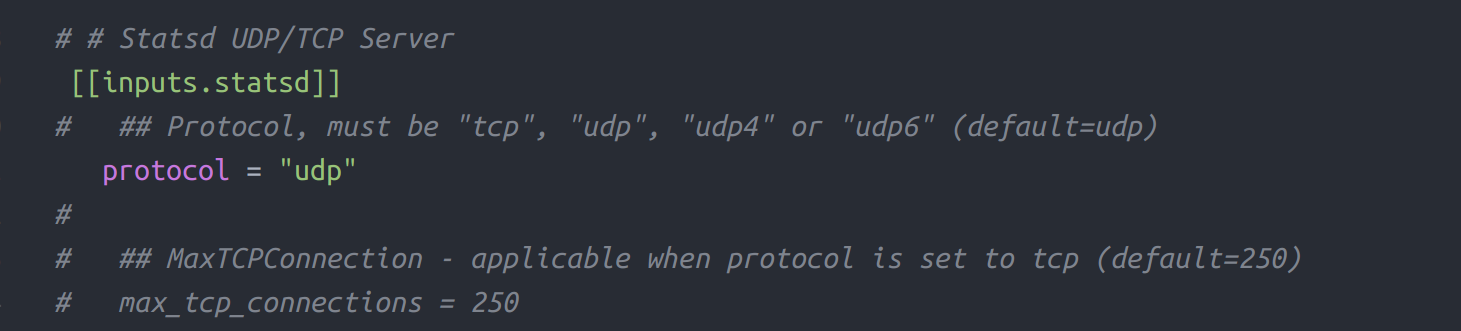 # # Statsd UDP/TCP Server
[[inputs.statsd]]
#   ## Protocol, must be "tcp", "udp", "udp4" or "udp6" (default=udp)
protocol = "udp"
#
#   ## MaxTCPConnection - applicable when protocol is set to tcp (default=250)
#   max_tcp_connections = 250